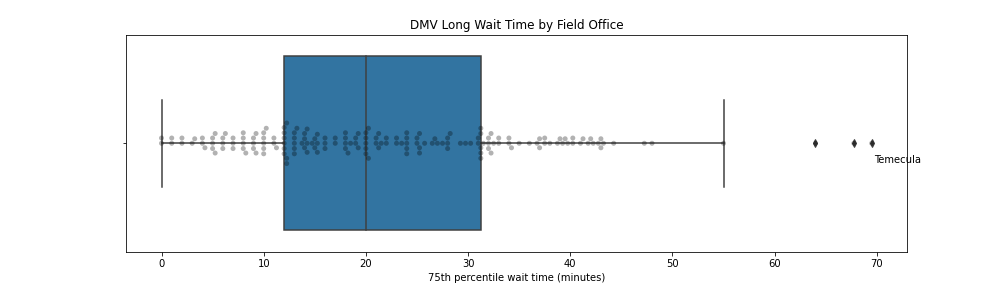 DMV Long Wait Time by Field Office
Temecula
0 10 20 30 40 50 60 70
75th percentile wait time (minutes)